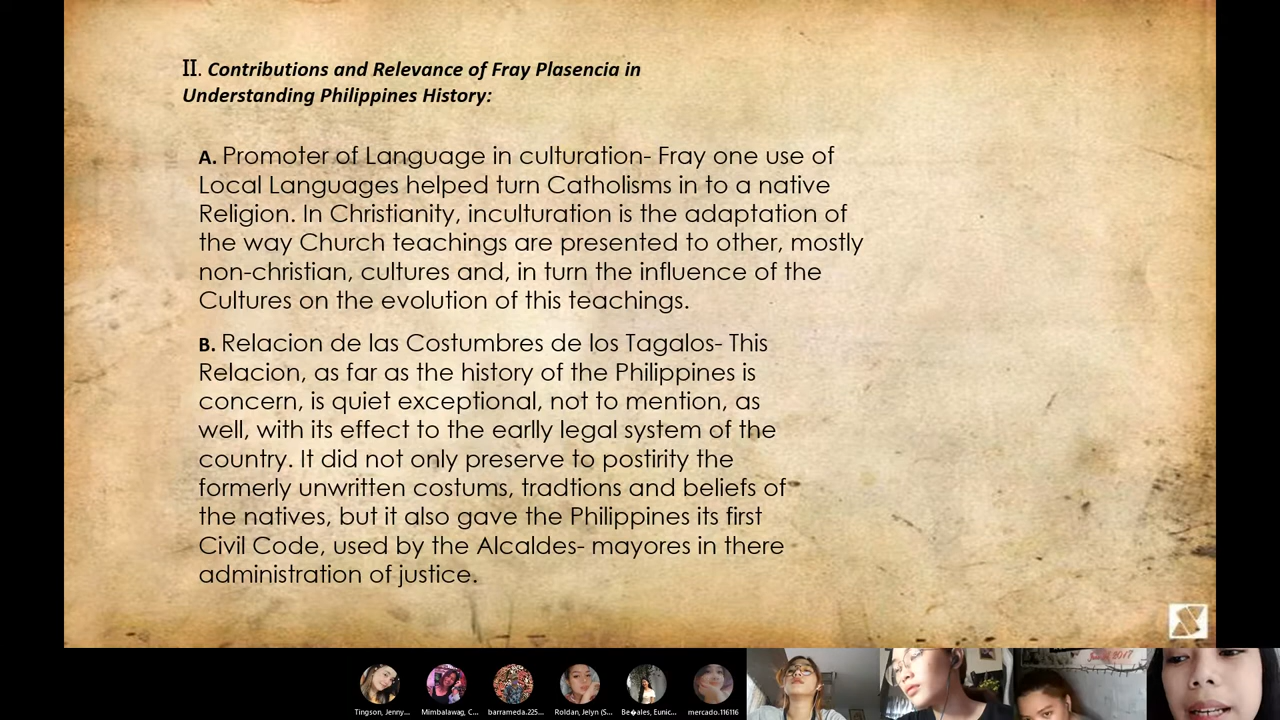 II. Contributions and Relevance of Fray Plasencia in
Understanding Philippines History:
A. Promoter of Language in culturation- Fray one use of
Local Languages helped turn Catholisms in to a native
Religion. In Christianity, inculturation is the adaptation of
the way Church teachings are presented to other, mostly
non-christian, cultures and, in turn the influence of the
Cultures on the evolution of this teachings.
B. Relacion de las Costumbres de los Tagalos- This
Relacion, as far as the history of the Philippines is
concern, is quiet exceptional, not to mention, as
well, with its effect to the earlly legal system of the
country. It did not only preserve to postirity the
formerly unwritten costums, tradtions and beliefs of
the natives, but it also gave the Philippines its first
Civil Code, used by the Alcaldes- mayores in there
administration of justice.
Tingson, Jenny... Mimbalawag, C... barrameda.225... Roldan, Jelyn (S... Be�ales, Eunic... mercado.116116
2017